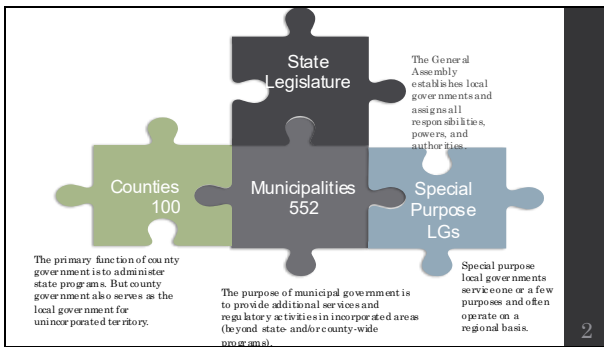 State
Legislature
The General
Assembly
establishes local
governments and
assigns all
responsibilities,
powers, and
authorities.
Counties
100
Municipalities
552
Special
Purpose
LGs
The primary function of county
government is to administer
state programs. But county
government also serves as the
local government for
unincorporated territory.
The purpose of municipal government is
to provide additional services and
regulatory activities in incorporated areas
(beyond state- and/or county-wide
programs).
Special purpose
local governments
service one or a few
purposes and often
operate on a
regional basis.
2